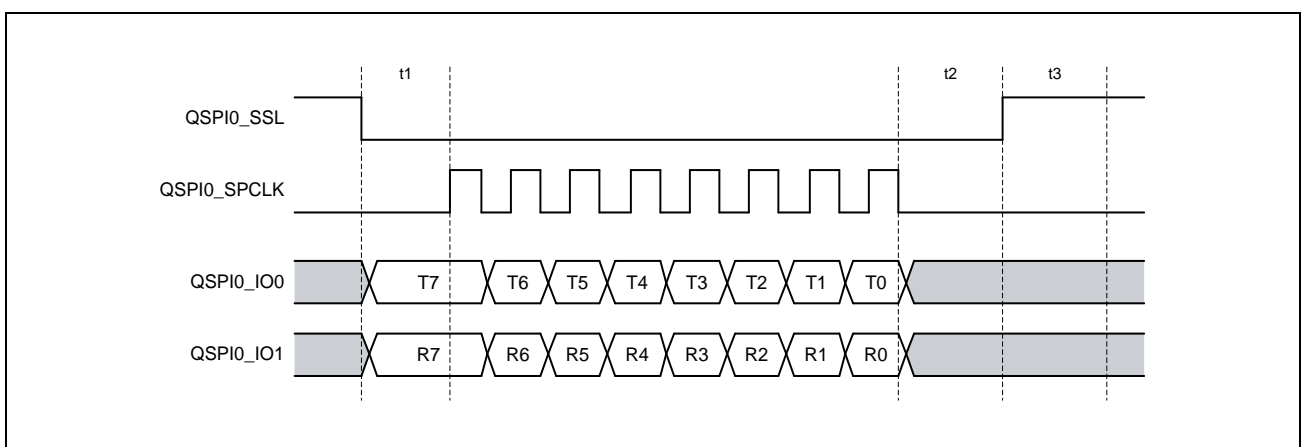 t1 t2 t3
QSPI0_SSL
QSPI0_SPCLK
QSPI0_IO0 T7 T6 T5 T4 T3 T2 T1 T0
QSPI0_IO1 R7 R6 R5 R4 R3 R2 R1 R0